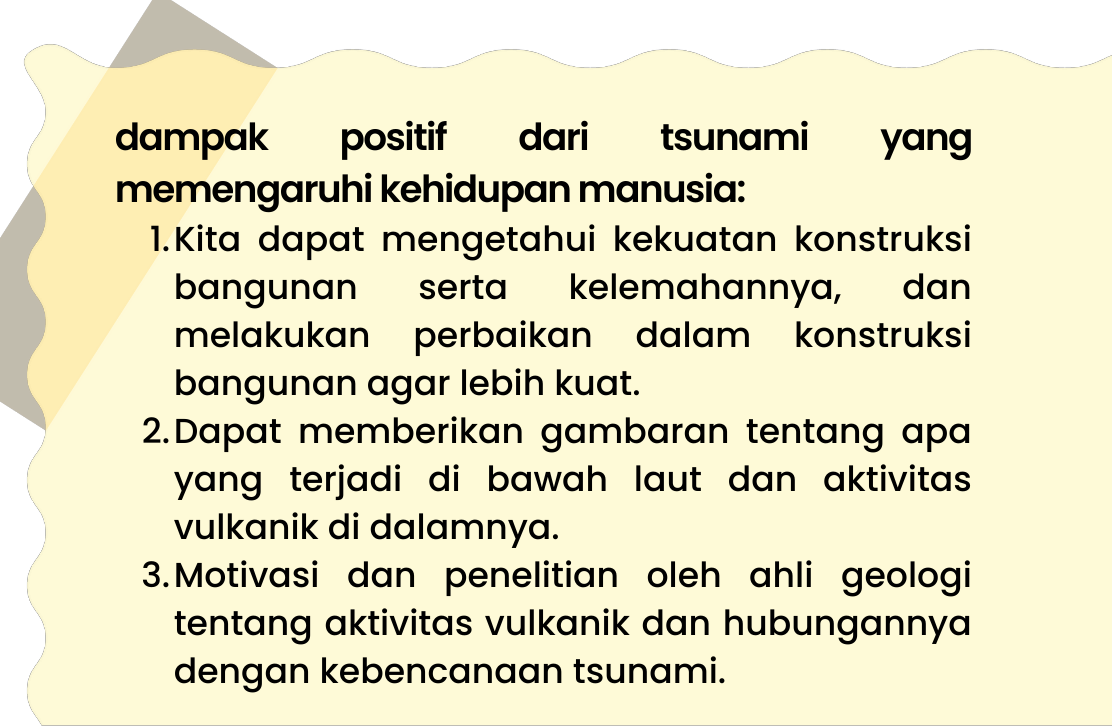 dampak positif dari tsunami yang
memengaruhi kehidupan manusia:
1. Kita dapat mengetahui kekuatan konstruksi
bangunan serta kelemahannya, dan
melakukan perbaikan dalam konstruksi
bangunan agar lebih kuat.
2. Dapat memberikan gambaran tentang apa
yang terjadi di bawah laut dan aktivitas
vulkanik di dalamnya.
3. Motivasi dan penelitian oleh ahli geologi
tentang aktivitas vulkanik dan hubungannya
dengan kebencanaan tsunami.